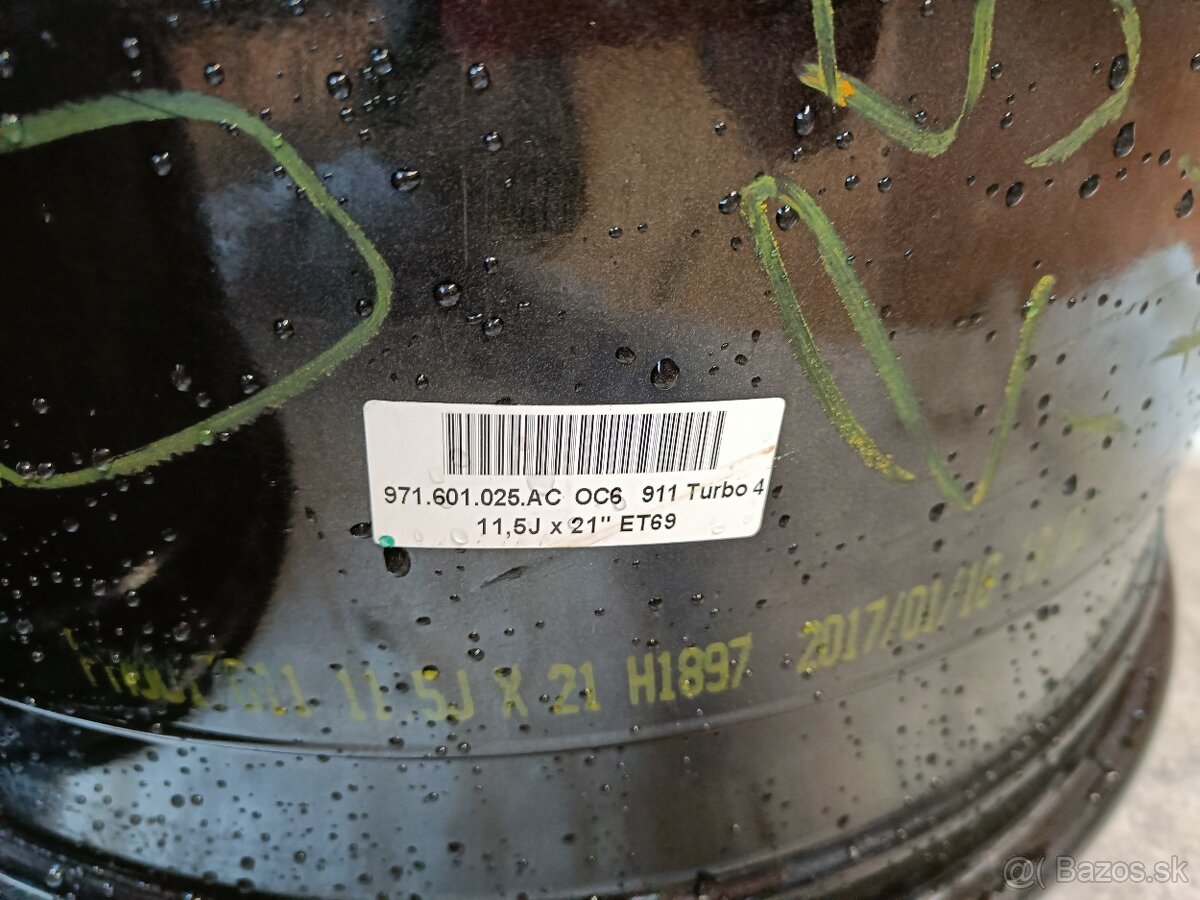 971.601.025.AC OC6 911 Turbo 4
11,5J x 21" ET69
11.5J X 21 H1897 2017/01/16
@( Bazos.sk